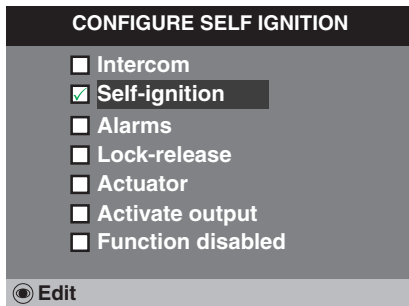 CONFIGURE SELF IGNITION
Intercom
Self-ignition
Alarms
Lock-release
Actuator
Activate output
Function disabled
Edit